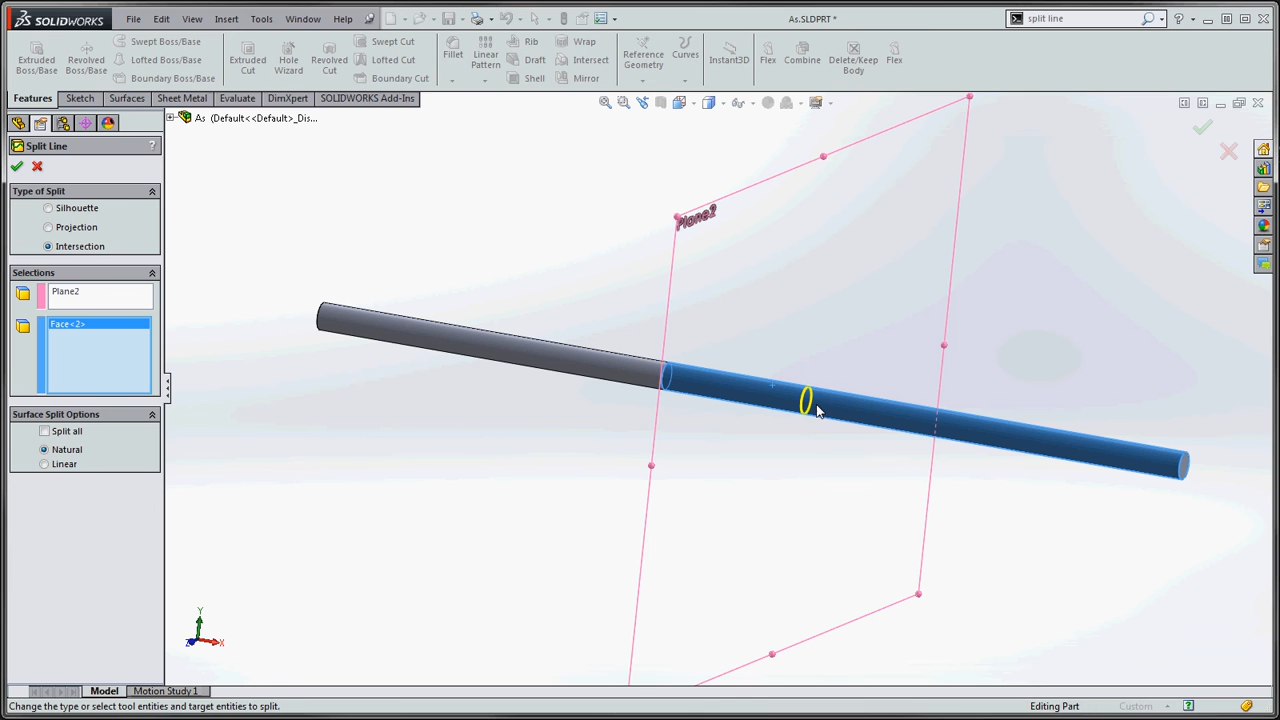 SOLIDWORKS File Edit View Insert Tools Window Help As.SLDPRT * split line
Extruded Boss/Base
Revolved Boss/Base
Swept Boss/Base
Lofted Boss/Base
Boundary Boss/Base
Extruded Cut
Hole Wizard
Revolved Cut
Swept Cut
Lofted Cut
Boundary Cut
Fillet
Linear Pattern
Rib
Draft
Shell
Wrap
Intersect
Mirror
Reference Geometry
Curves
Instant3D
Flex
Combine
Delete/Keep Body
Flex
Features Sketch Surfaces Sheet Metal Evaluate DimXpert SOLIDWORKS Add-Ins
As (Default<<Default>_Dis...
Split Line ?
Type of Split
Silhouette
Projection
Intersection
Selections
Plane2
Face<2>
Surface Split Options
Split all
Natural
Linear
Plane2
Y
Z X
Model Motion Study 1
Change the type or select tool entities and target entities to split. Editing Part Custom